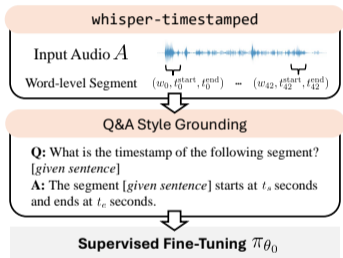 whisper-timestamped
Input Audio A
Word-level Segment (w₀, t₀ˢᵗᵃʳᵗ, t₀ᵉⁿᵈ) ... (w₄₂, t₄₂ˢᵗᵃʳᵗ, t₄₂ᵉⁿᵈ)
Q&A Style Grounding
Q: What is the timestamp of the following segment?
[given sentence]
A: The segment [given sentence] starts at tₛ seconds
and ends at tₑ seconds.
Supervised Fine-Tuning π_θ₀